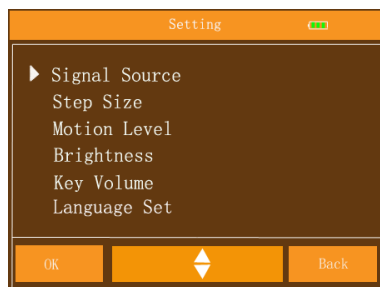 Setting
Signal Source
Step Size
Motion Level
Brightness
Key Volume
Language Set
OK
Back